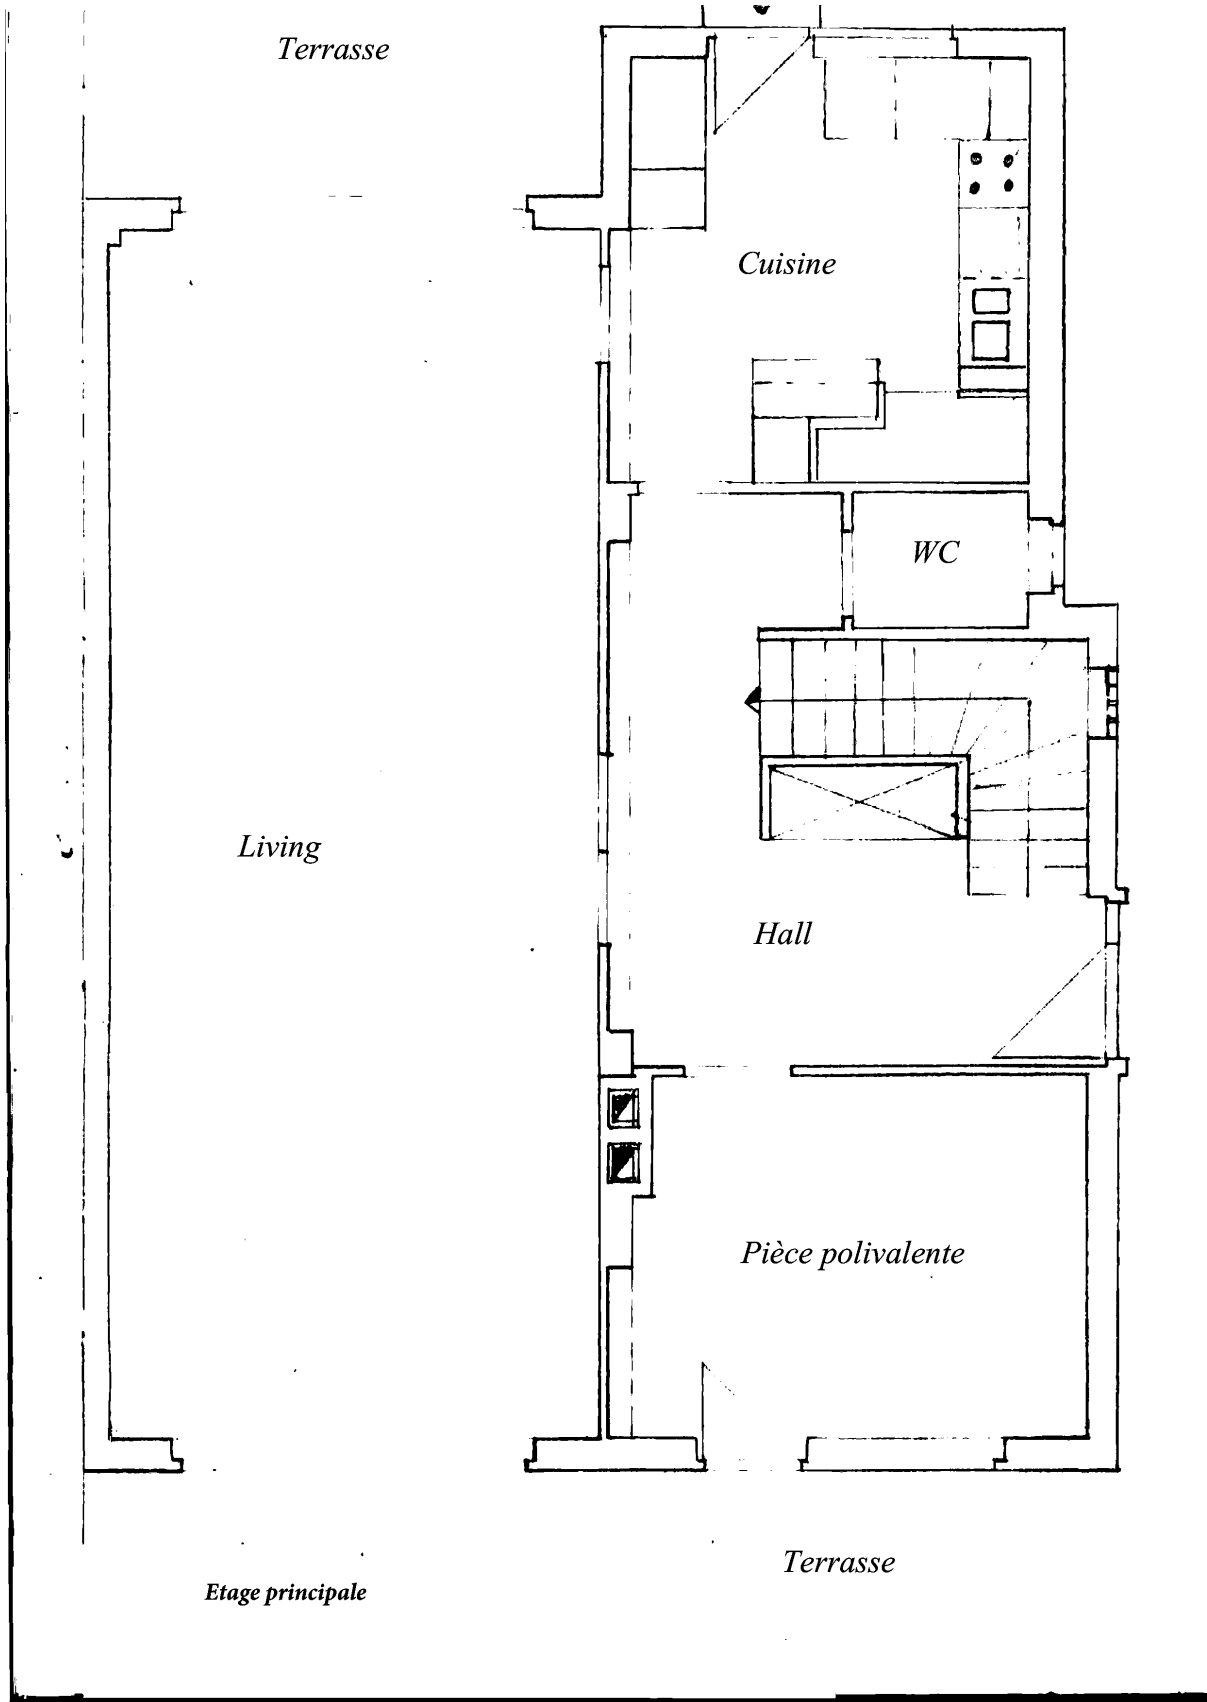 Terrasse
Cuisine
WC
Living
Hall
Pièce polivalente
Terrasse
Etage principale